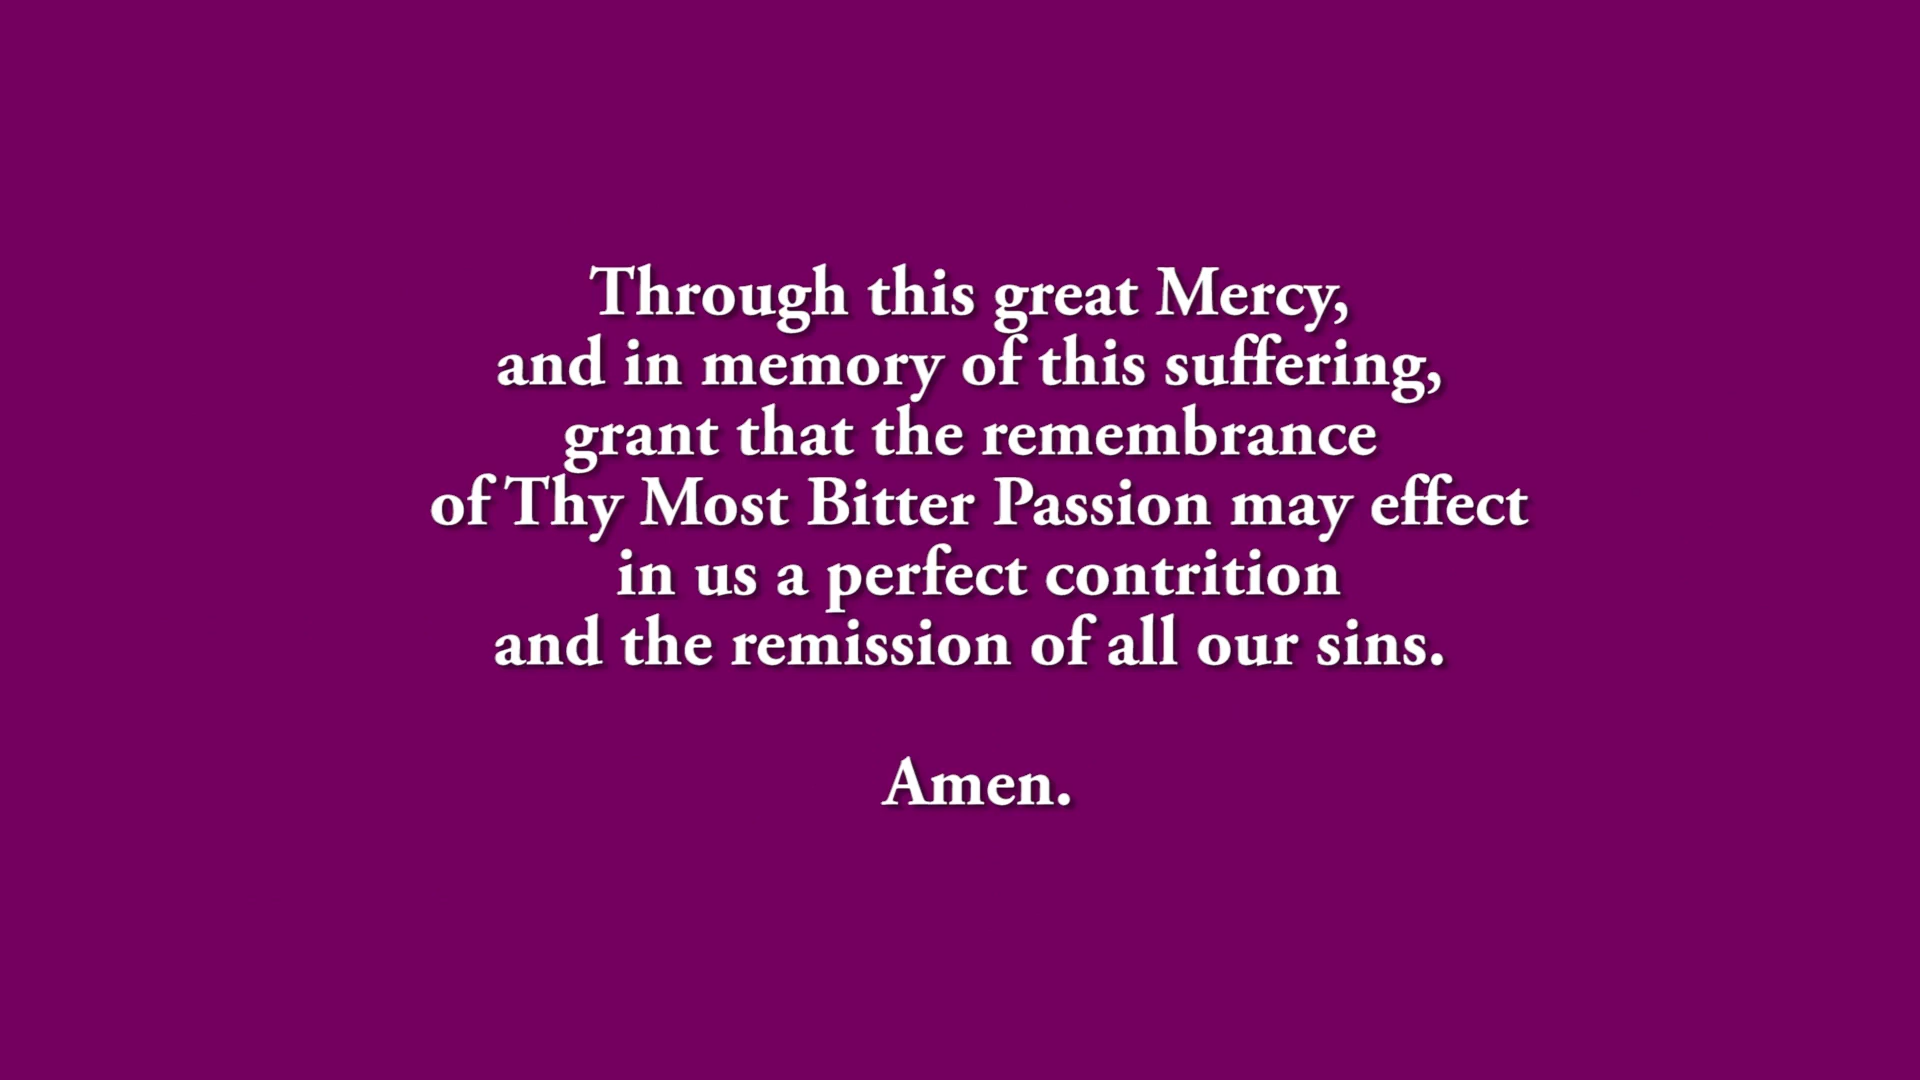 Through this great Mercy,
and in memory of this suffering,
grant that the remembrance
of Thy Most Bitter Passion may effect
in us a perfect contrition
and the remission of all our sins.
Amen.